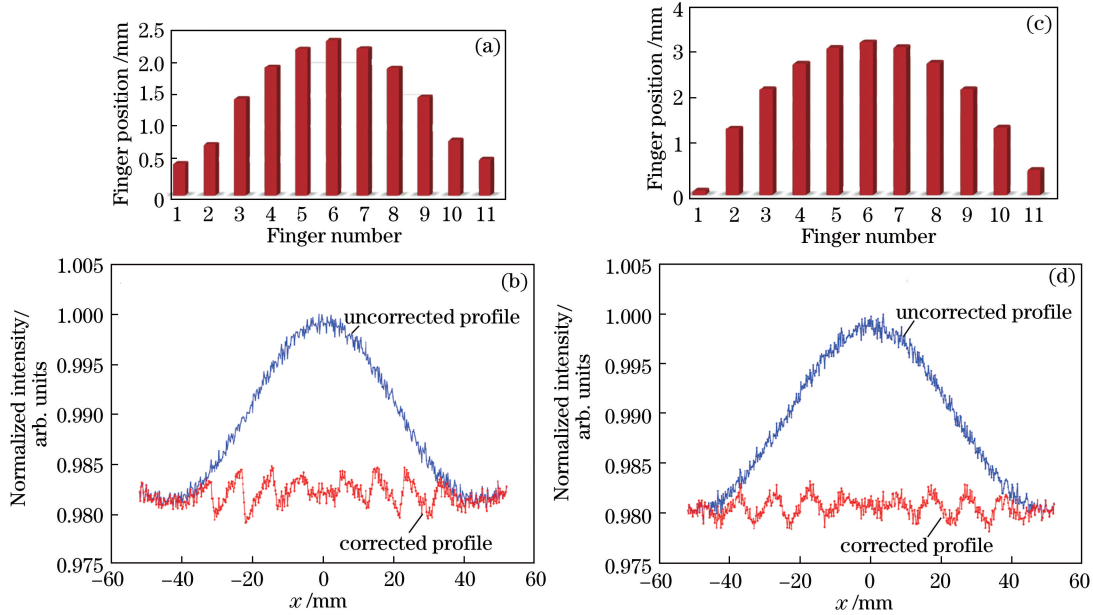 (a)
Finger position /mm
2.5
2.0
1.5
1.0
0.5
0
1 2 3 4 5 6 7 8 9 10 11
Finger number
(c)
Finger position /mm
4
3
2
1
0
1 2 3 4 5 6 7 8 9 10 11
Finger number
(b)
Normalized intensity/
arb. units
1.005
1.000
0.995
0.990
0.985
0.980
0.975
uncorrected profile
corrected profile
−60 −40 −20 0 20 40 60
x /mm
(d)
Normalized intensity/
arb. units
1.005
1.000
0.995
0.990
0.985
0.980
0.975
uncorrected profile
corrected profile
−60 −40 −20 0 20 40 60
x /mm